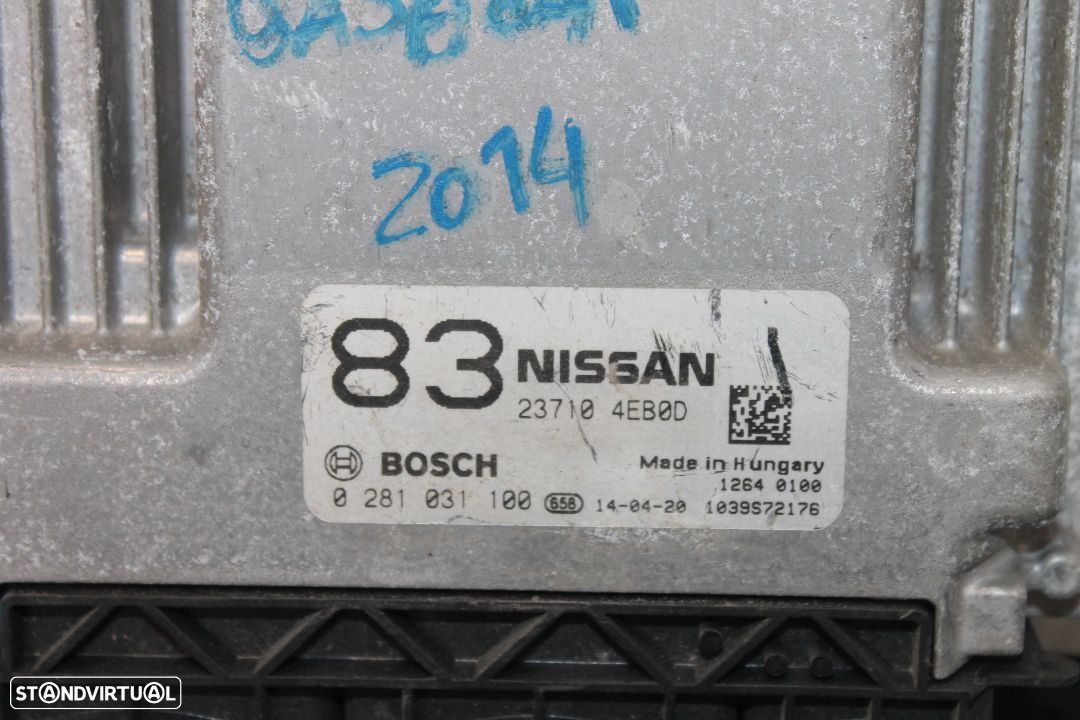 2014
83 NISSAN
23710 4EB0D
BOSCH
Made in Hungary
1264 0100
0 281 031 100 658 14-04-20 1039S72176
STANDVIRTUAL